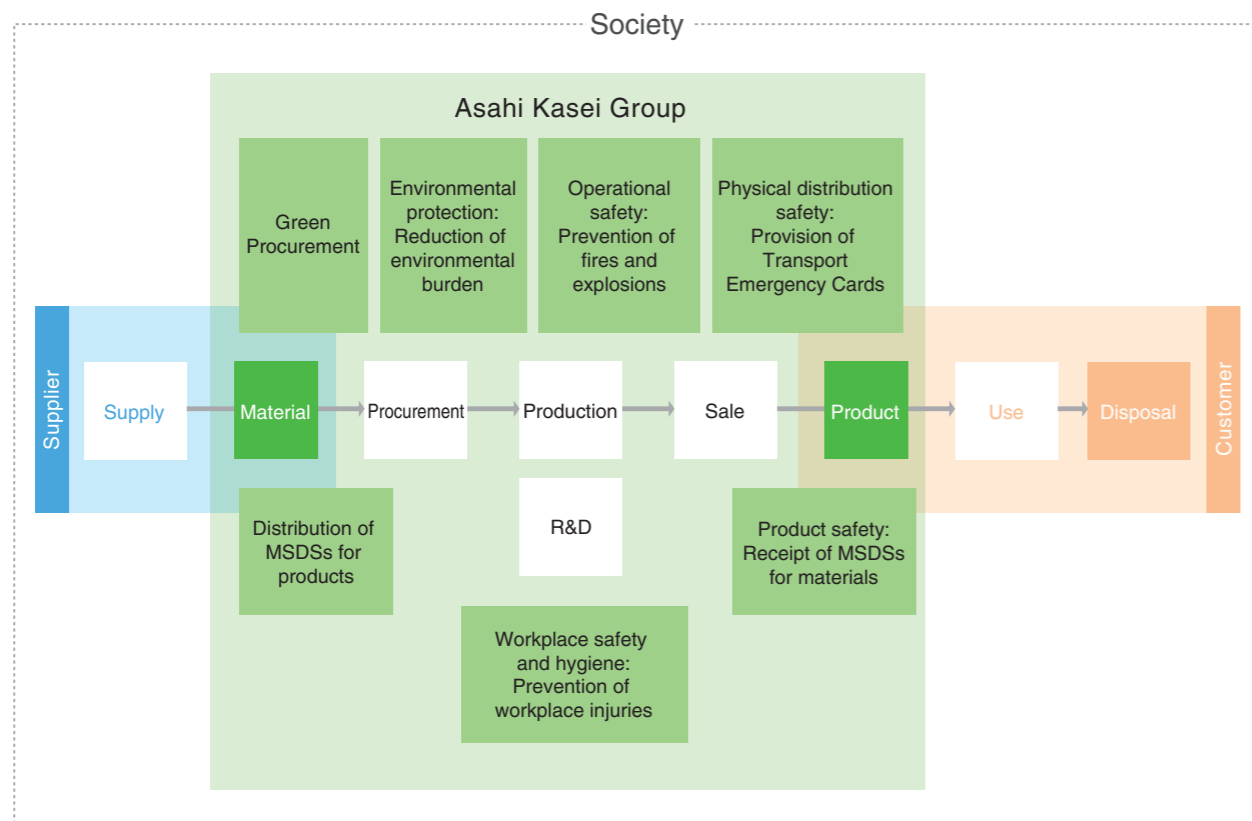 Society
Asahi Kasei Group
Green
Procurement
Environmental
protection:
Reduction of
environmental
burden
Operational
safety:
Prevention of
fires and
explosions
Physical distribution
safety:
Provision of
Transport
Emergency Cards
Supplier
Supply
Material
Procurement
Production
Sale
Product
Use
Disposal
Customer
Distribution of
MSDSs for
products
R&D
Product safety:
Receipt of MSDSs
for materials
Workplace safety
and hygiene:
Prevention of
workplace injuries